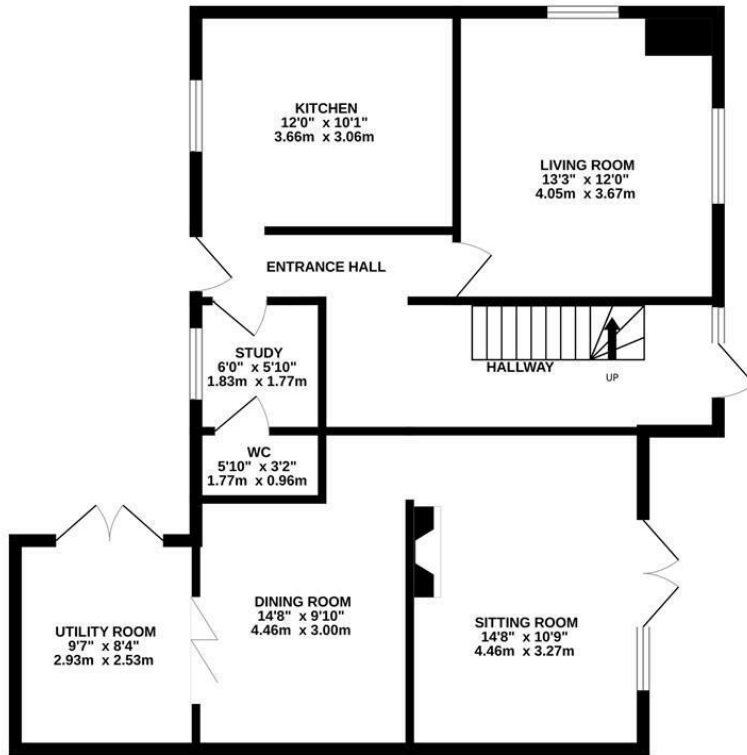 KITCHEN
12'0" x 10'1"
3.66m x 3.06m
LIVING ROOM
13'3" x 12'0"
4.05m x 3.67m
ENTRANCE HALL
STUDY
6'0" x 5'10"
1.83m x 1.77m
HALLWAY
UP
WC
5'10" x 3'2"
1.77m x 0.96m
DINING ROOM
14'8" x 9'10"
4.46m x 3.00m
SITTING ROOM
14'8" x 10'9"
4.46m x 3.27m
UTILITY ROOM
9'7" x 8'4"
2.93m x 2.53m